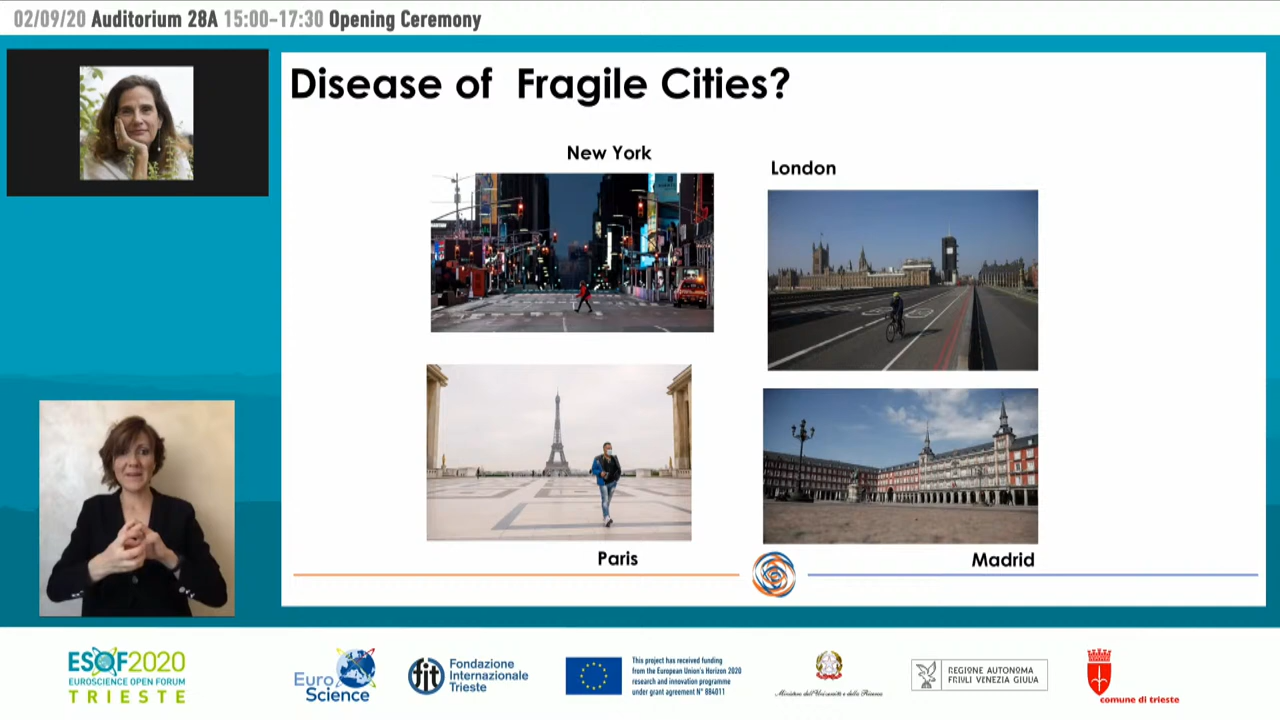 02/09/20 Auditorium 28A 15:00-17:30 Opening Ceremony
Disease of Fragile Cities?
New York
London
Paris
Madrid
ESOF2020
EUROSCIENCE OPEN FORUM
TRIESTE
Euro
Science
fit
Fondazione
Internazionale
Trieste
This project has received funding
from the European Union's Horizon 2020
research and innovation programme
under grant agreement N° 884011
Ministero dell'Università e della Ricerca
REGIONE AUTONOMA
FRIULI VENEZIA GIULIA
comune di trieste